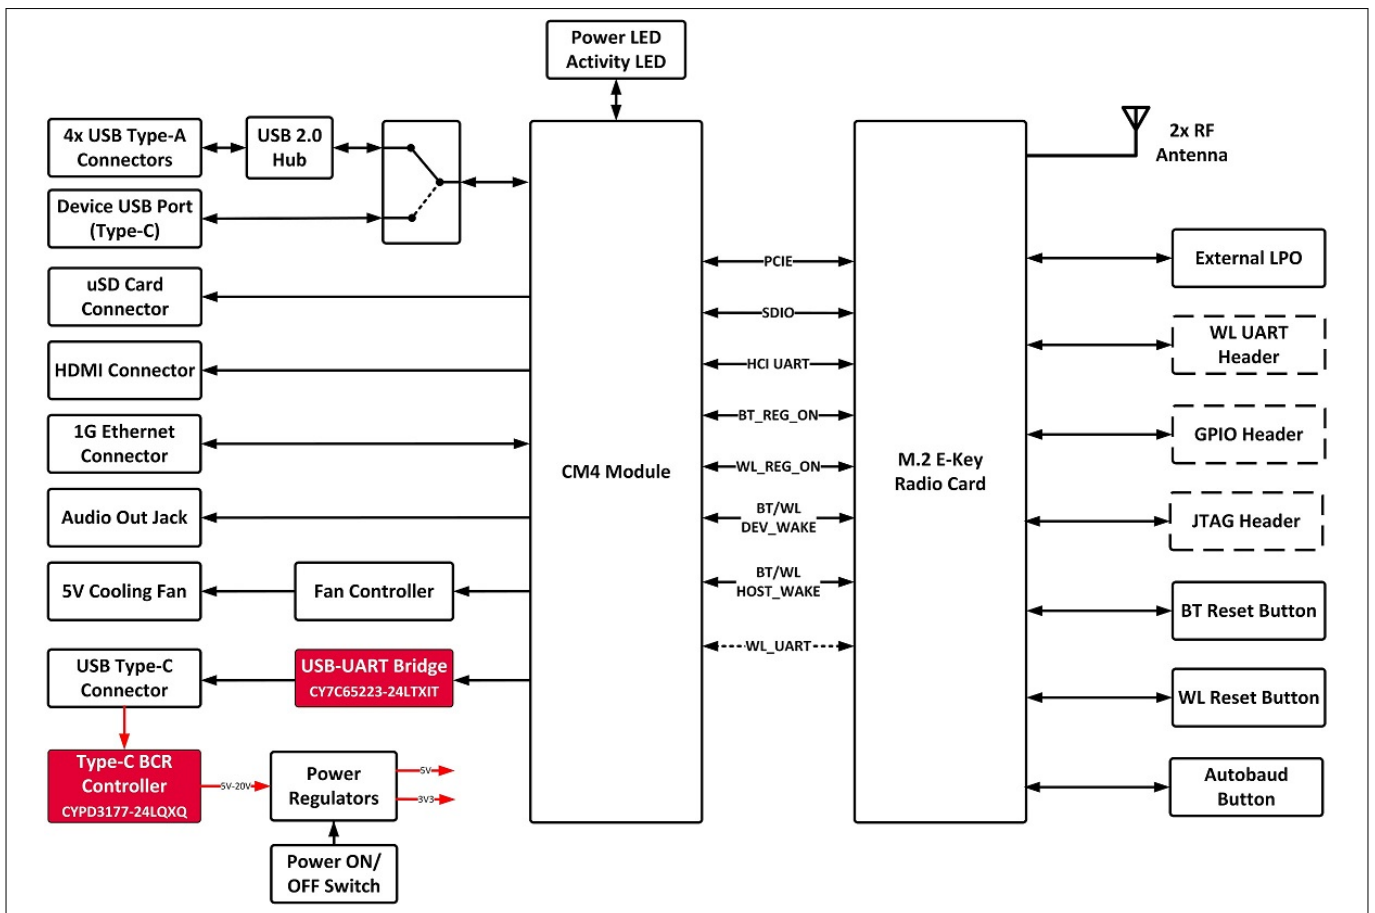 Power LED
Activity LED
4x USB Type-A
Connectors
USB 2.0
Hub
Device USB Port
(Type-C)
uSD Card
Connector
HDMI Connector
1G Ethernet
Connector
Audio Out Jack
5V Cooling Fan
Fan Controller
USB Type-C
Connector
USB-UART Bridge
CY7C65223-24LTXIT
Type-C BCR
Controller
CYPD3177-24LQXQ
5V-20V
Power
Regulators
5V
3V3
Power ON/
OFF Switch
CM4 Module
PCIE
SDIO
HCI UART
BT_REG_ON
WL_REG_ON
BT/WL
DEV_WAKE
BT/WL
HOST_WAKE
WL_UART
M.2 E-Key
Radio Card
2x RF
Antenna
External LPO
WL UART
Header
GPIO Header
JTAG Header
BT Reset Button
WL Reset Button
Autobaud
Button